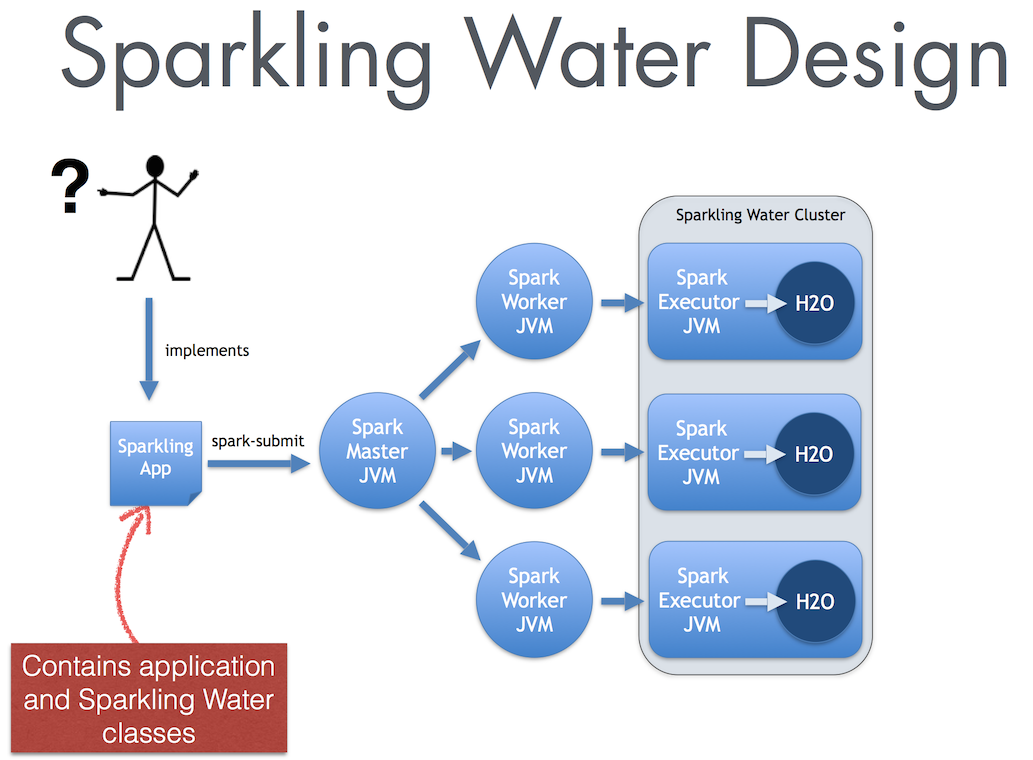 Sparkling Water Design
?
implements
Sparkling
App
Contains application
and Sparkling Water
classes
spark-submit
Spark
Master
JVM
Spark
Worker
JVM
Spark
Worker
JVM
Spark
Worker
JVM
Sparkling Water Cluster
Spark
Executor
JVM
H2O
Spark
Executor
JVM
H2O
Spark
Executor
JVM
H2O